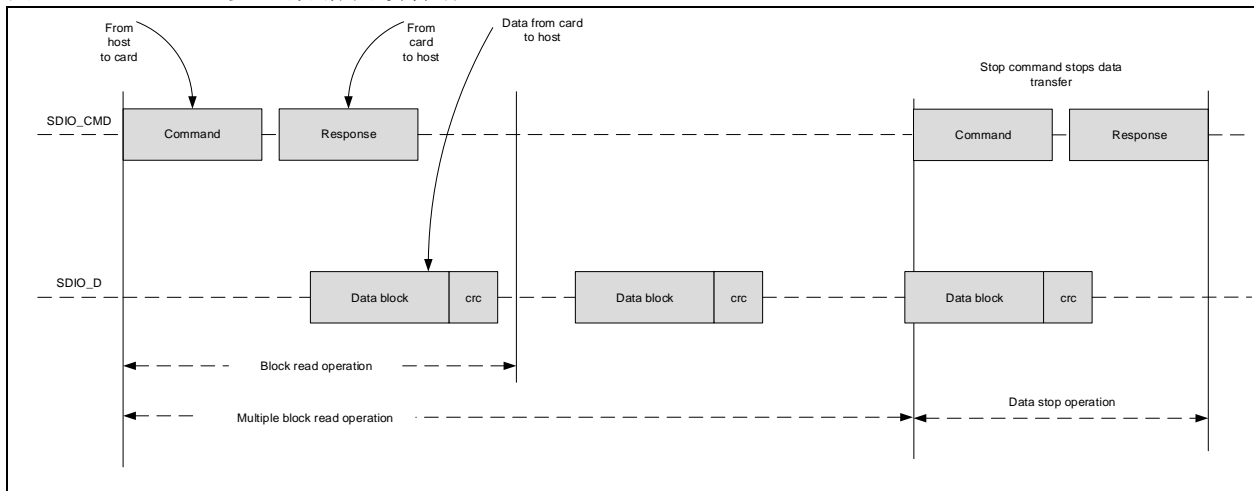 From
host
to card
From
card
to host
Data from card
to host
Stop command stops data
transfer
SDIO_CMD
Command
Response
Command
Response
SDIO_D
Data block
crc
Data block
crc
Data block
crc
Block read operation
Multiple block read operation
Data stop operation